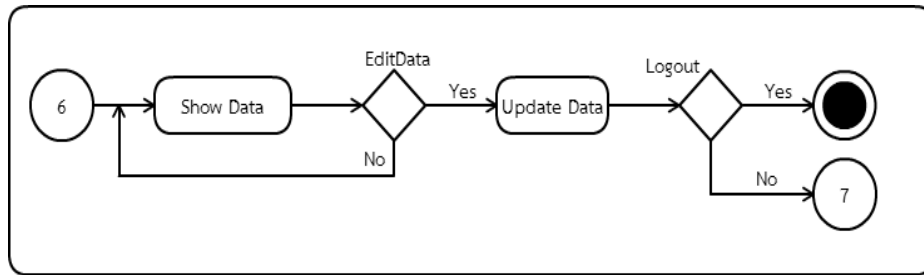 EditData
Logout
6
Show Data
Yes
Update Data
Yes
No
No
7